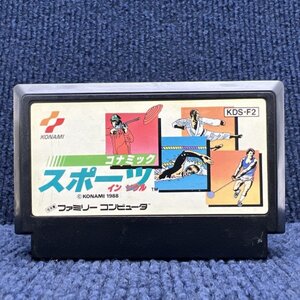 KONAMI
KDS-F2
コナミック
スポーツ
イン ソウル
TM
© KONAMI 1988
ファミリー コンピュータ